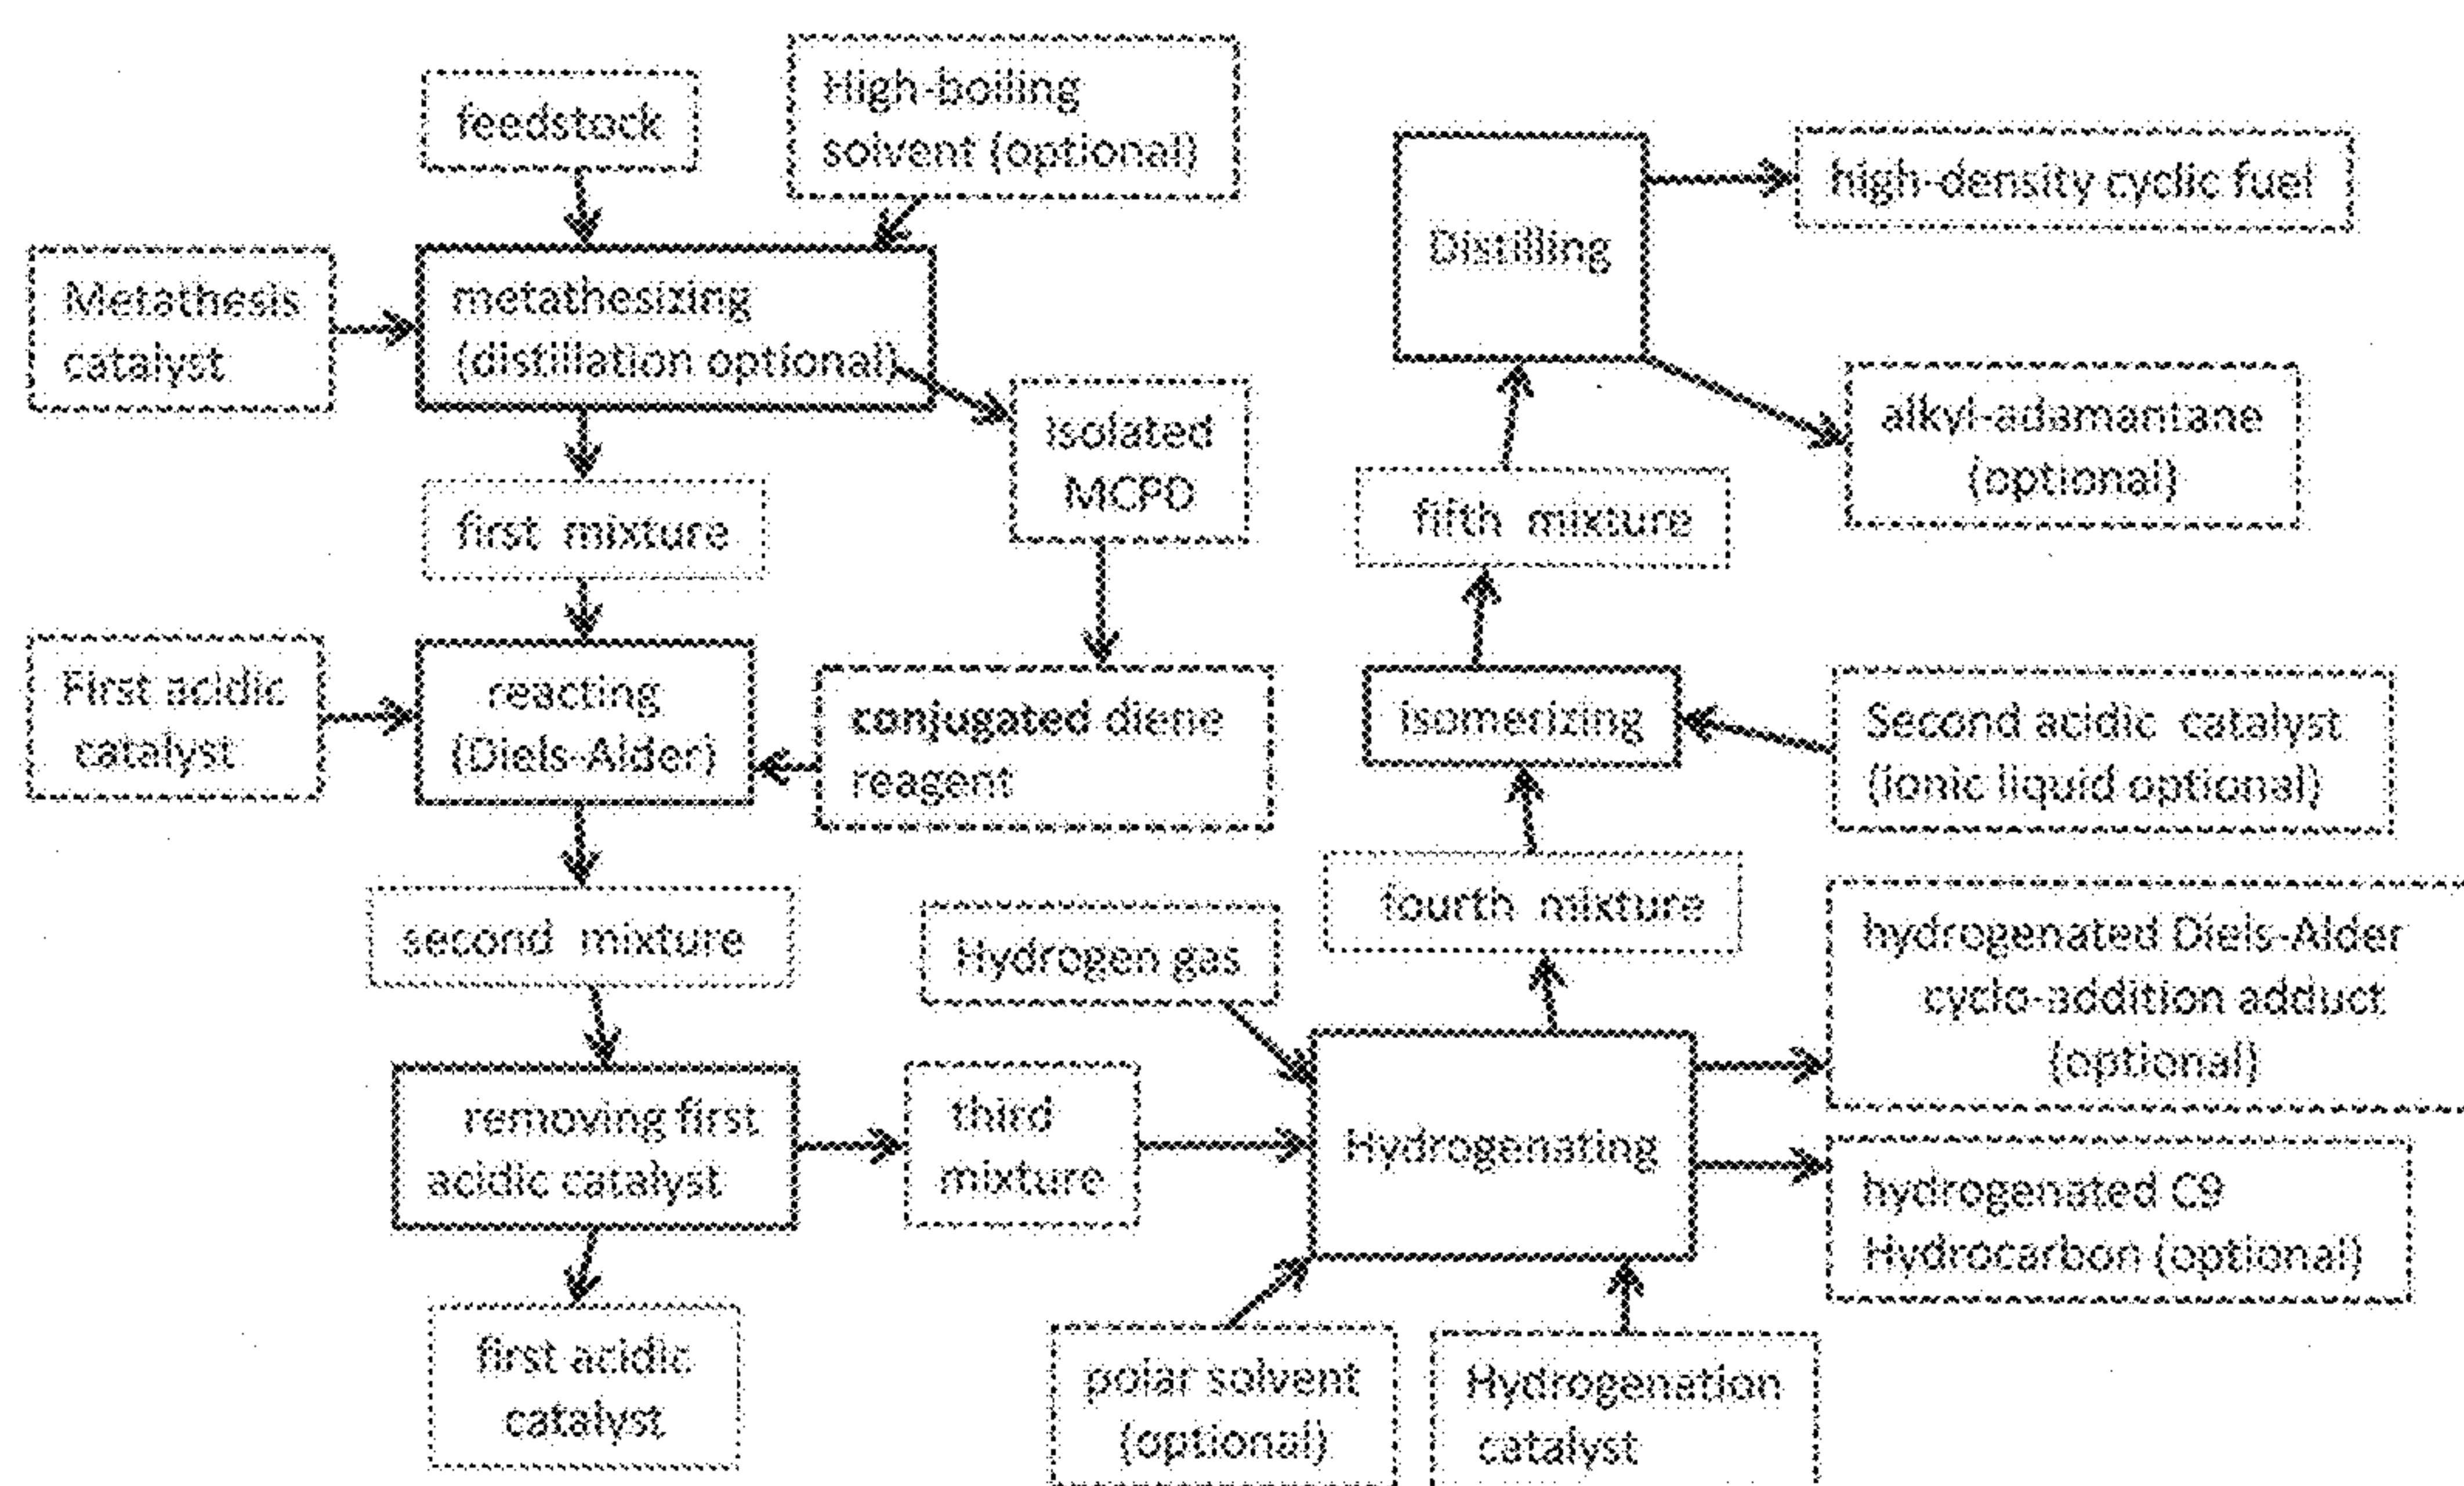 feedstock
High-boiling
solvent (optional)
Metathesis
catalyst
metathesizing
(distillation optional)
Isolated
MCPD
first mixture
First acidic
catalyst
reacting
(Diels-Alder)
conjugated diene
reagent
second mixture
removing first
acidic catalyst
first acidic
catalyst
third
mixture
Hydrogen gas
Hydrogenating
polar solvent
(optional)
Hydrogenation
catalyst
hydrogenated Diels-Alder
cyclo-addition adduct
(optional)
hydrogenated C9
Hydrocarbon (optional)
fourth mixture
isomerizing
Second acidic catalyst
(ionic liquid optional)
fifth mixture
Distilling
high-density cyclic fuel
alkyl-adamantane
(optional)